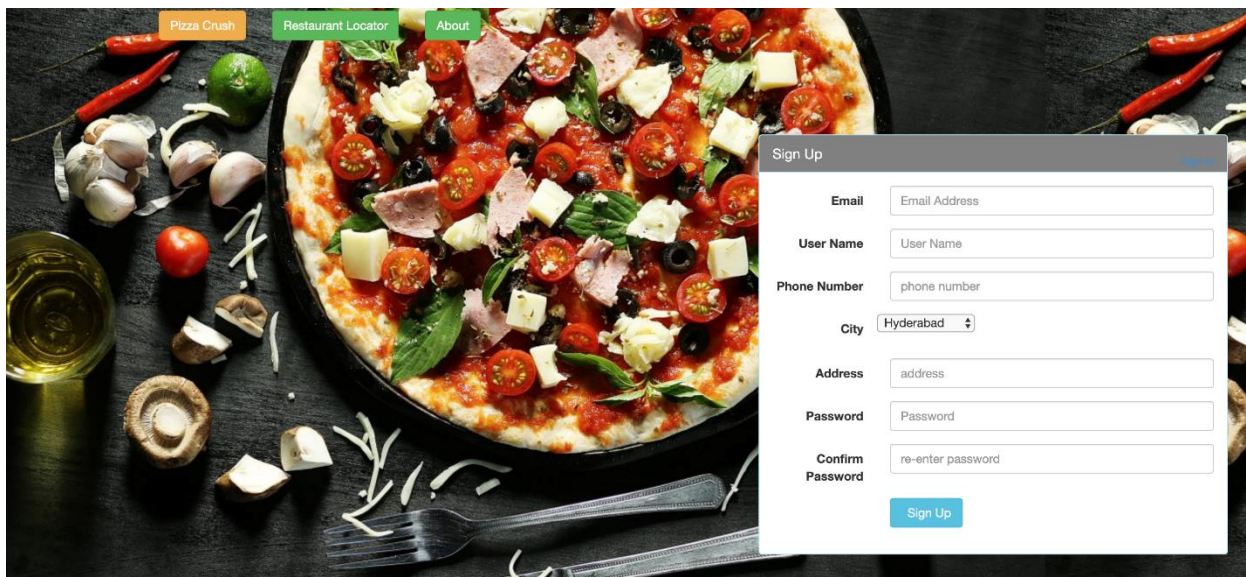 Pizza Crush Restaurant Locator About
Sign Up
Email Email Address
User Name User Name
Phone Number phone number
City Hyderabad
Address address
Password Password
Confirm
Password re-enter password
Sign Up